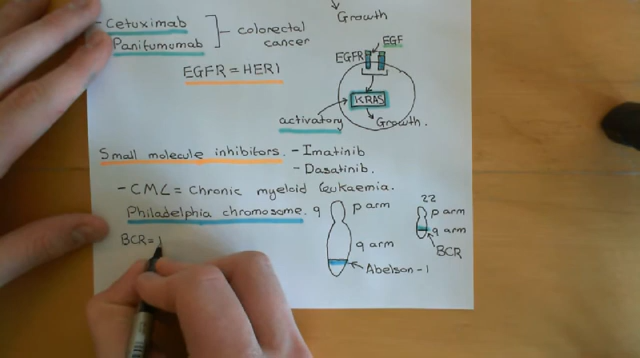 - Cetuximab
Panitumumab
colorectal
cancer
EGFR = HER1
Growth
EGF
EGFR
KRAS
activatory
Growth.
Small molecule inhibitors. - Imatinib
- Dasatinib.
- CML = Chronic myeloid leukaemia.
Philadelphia chromosome. 9
p arm
q arm
Abelson-1
22
p arm
q arm
BCR
BCR =